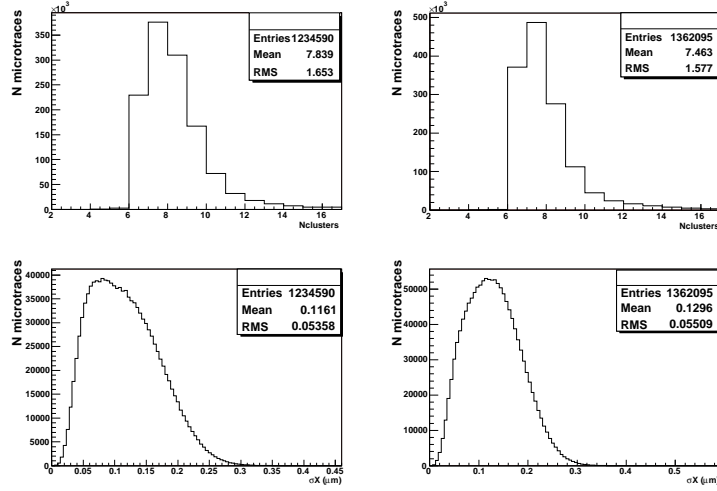 N microtraces
×10³
350
300
250
200
150
100
50
0
2 4 6 8 10 12 14 16
Nclusters
Entries 1234590
Mean 7.839
RMS 1.653
N microtraces
×10³
500
400
300
200
100
0
2 4 6 8 10 12 14 16
Nclusters
Entries 1362095
Mean 7.463
RMS 1.577
N microtraces
40000
35000
30000
25000
20000
15000
10000
5000
0
0 0.05 0.1 0.15 0.2 0.25 0.3 0.35 0.4 0.45
σX (μm)
Entries 1234590
Mean 0.1161
RMS 0.05358
N microtraces
50000
40000
30000
20000
10000
0
0 0.1 0.2 0.3 0.4 0.5
σX (μm)
Entries 1362095
Mean 0.1296
RMS 0.05509